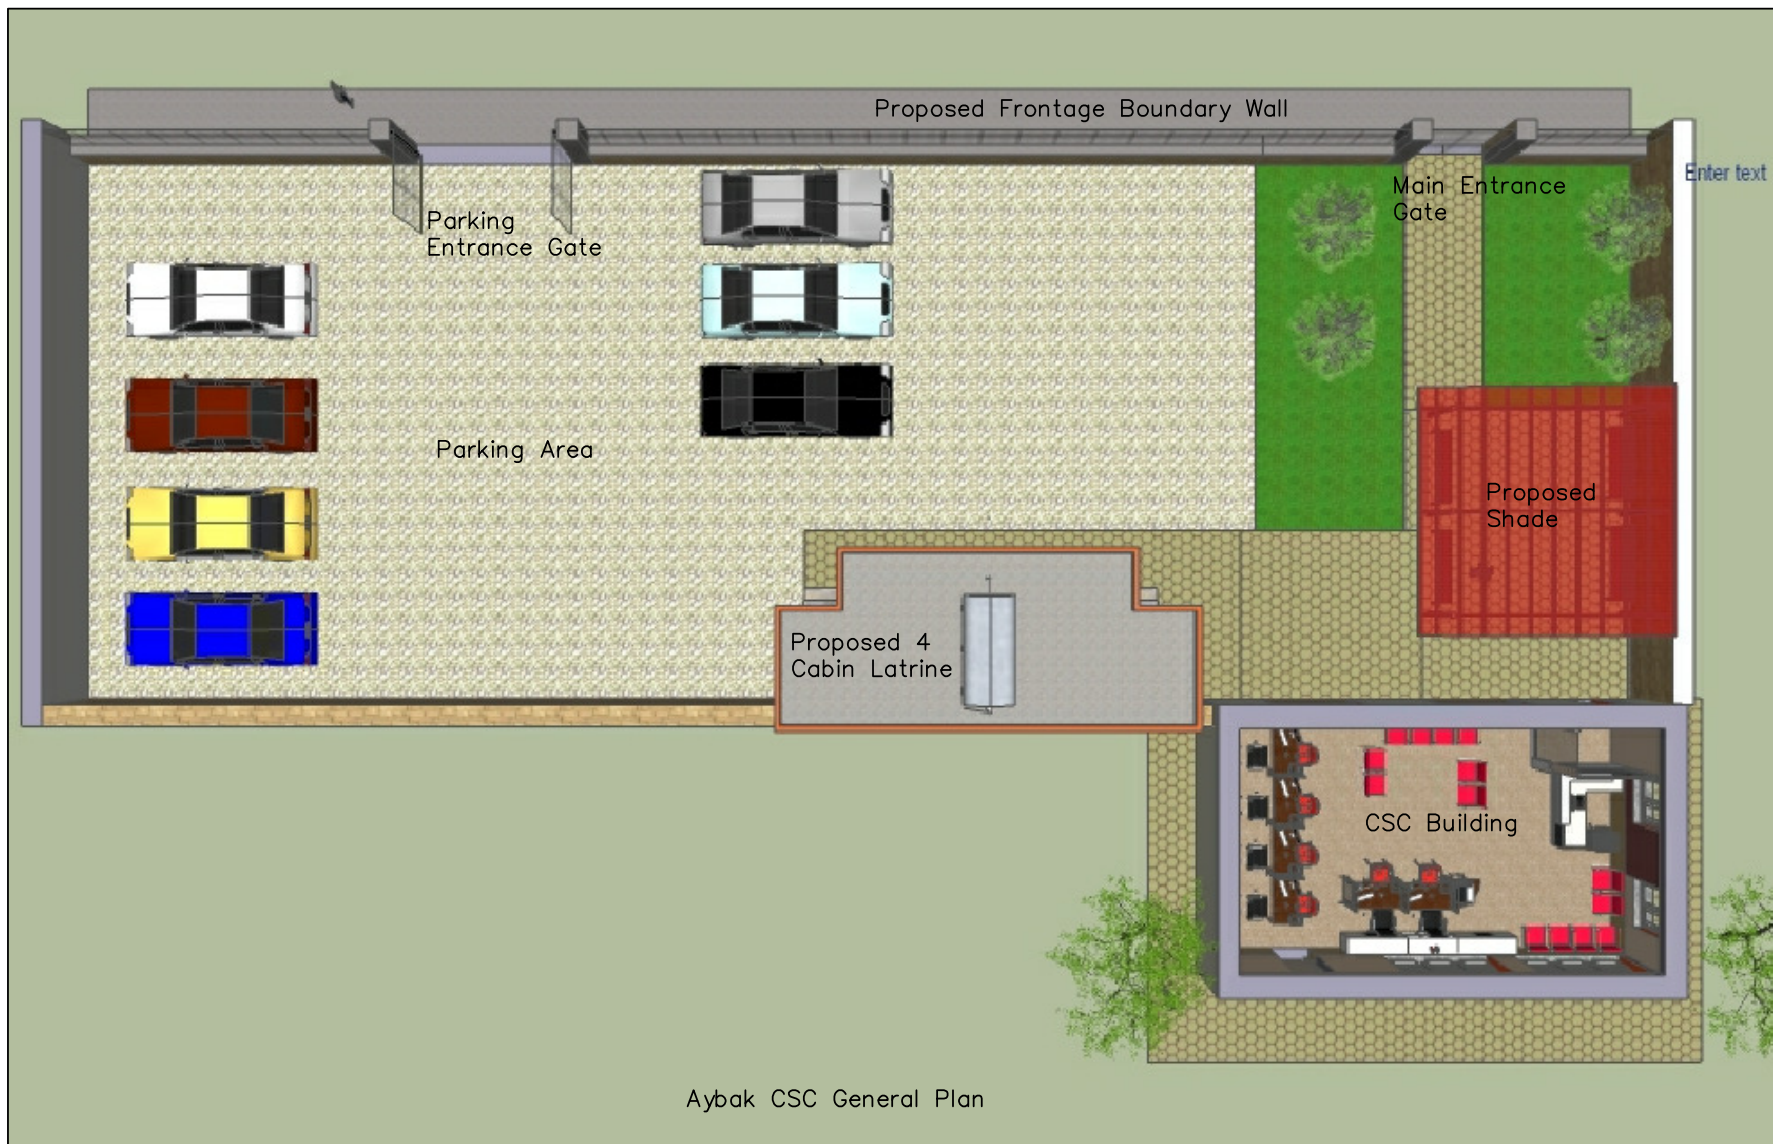 Proposed Frontage Boundary Wall
Enter text
Main Entrance
Gate
Parking
Entrance Gate
Parking Area
Proposed
Shade
Proposed 4
Cabin Latrine
CSC Building
Aybak CSC General Plan